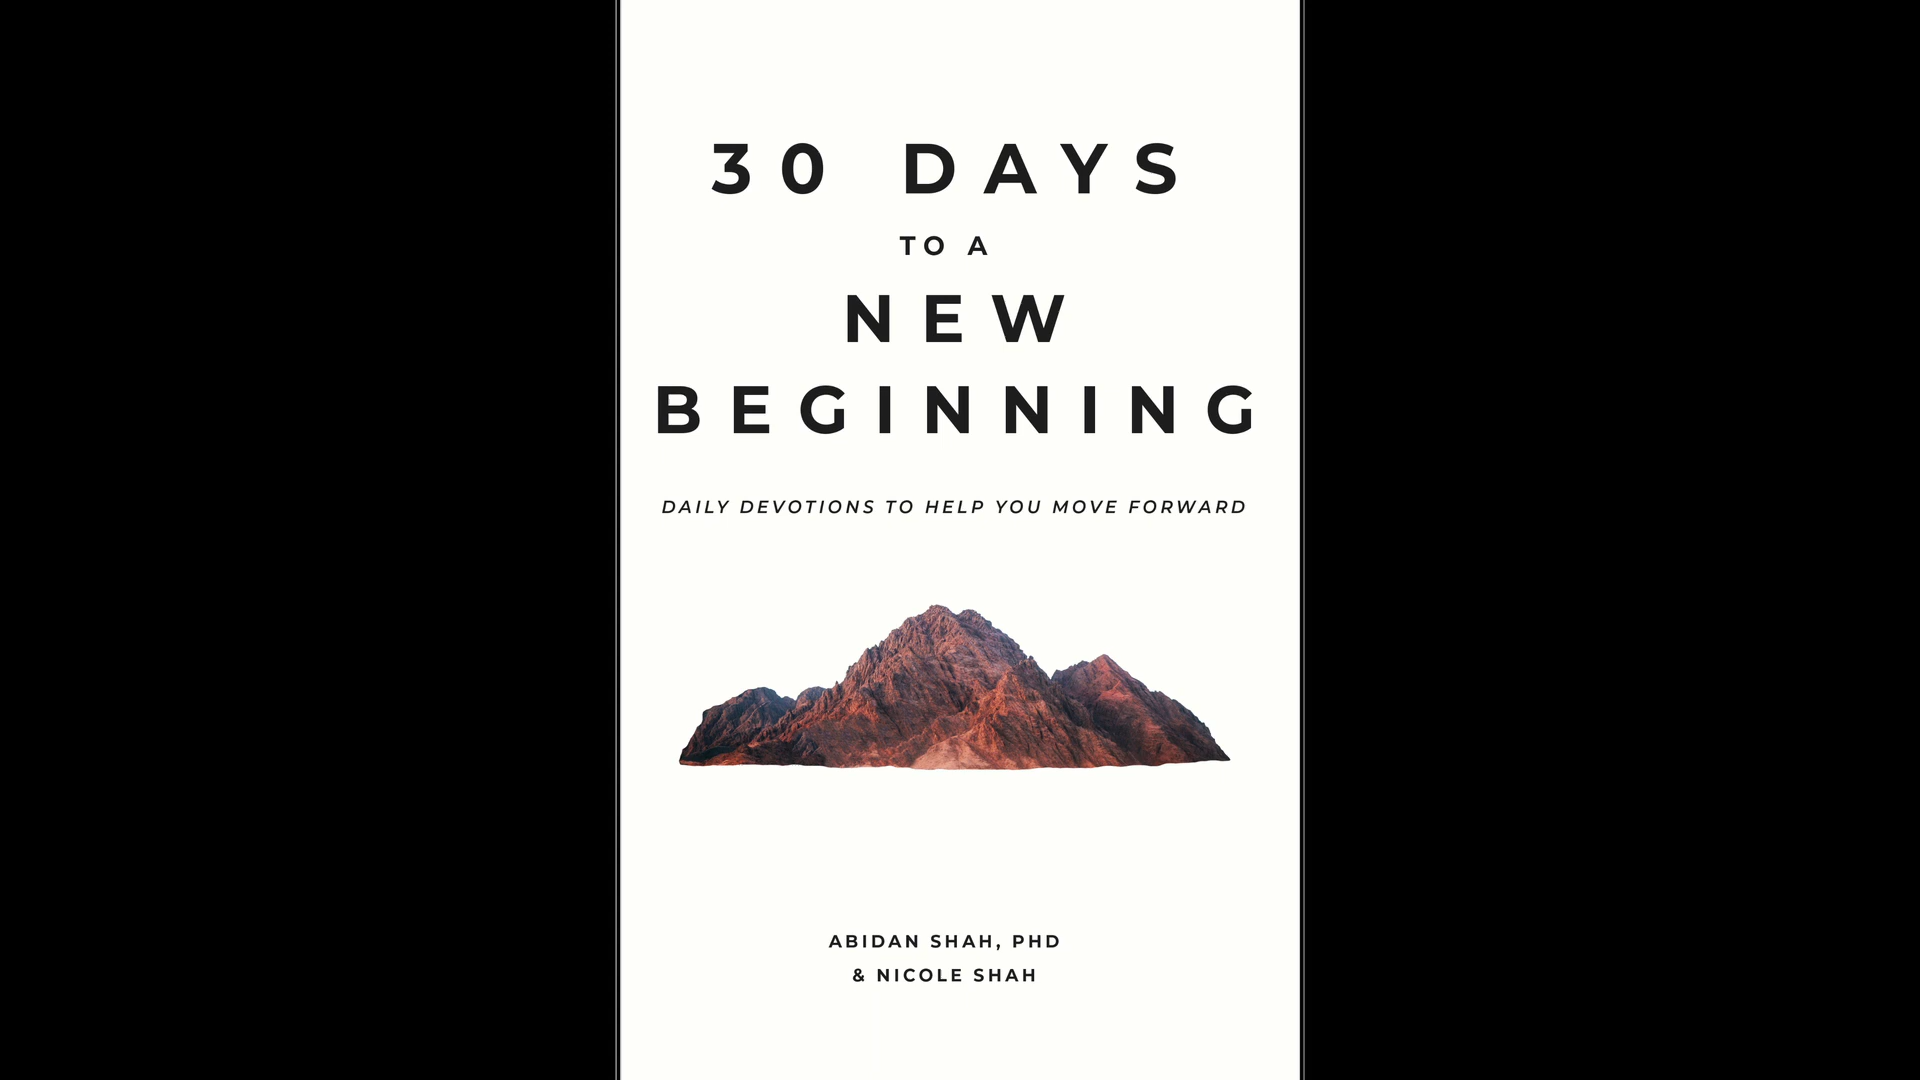 30 DAYS
TO A
NEW
BEGINNING
DAILY DEVOTIONS TO HELP YOU MOVE FORWARD
ABIDAN SHAH, PHD
& NICOLE SHAH